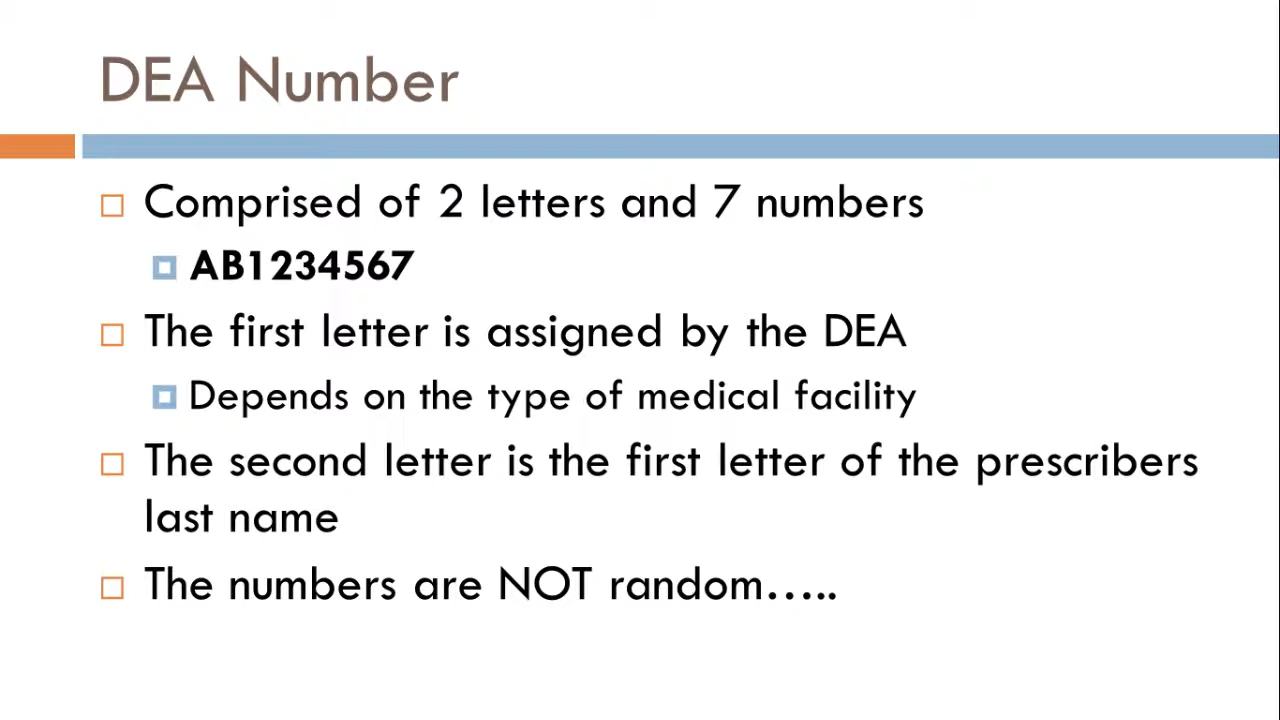 DEA Number
Comprised of 2 letters and 7 numbers
AB1234567
The first letter is assigned by the DEA
Depends on the type of medical facility
The second letter is the first letter of the prescribers
last name
The numbers are NOT random.....